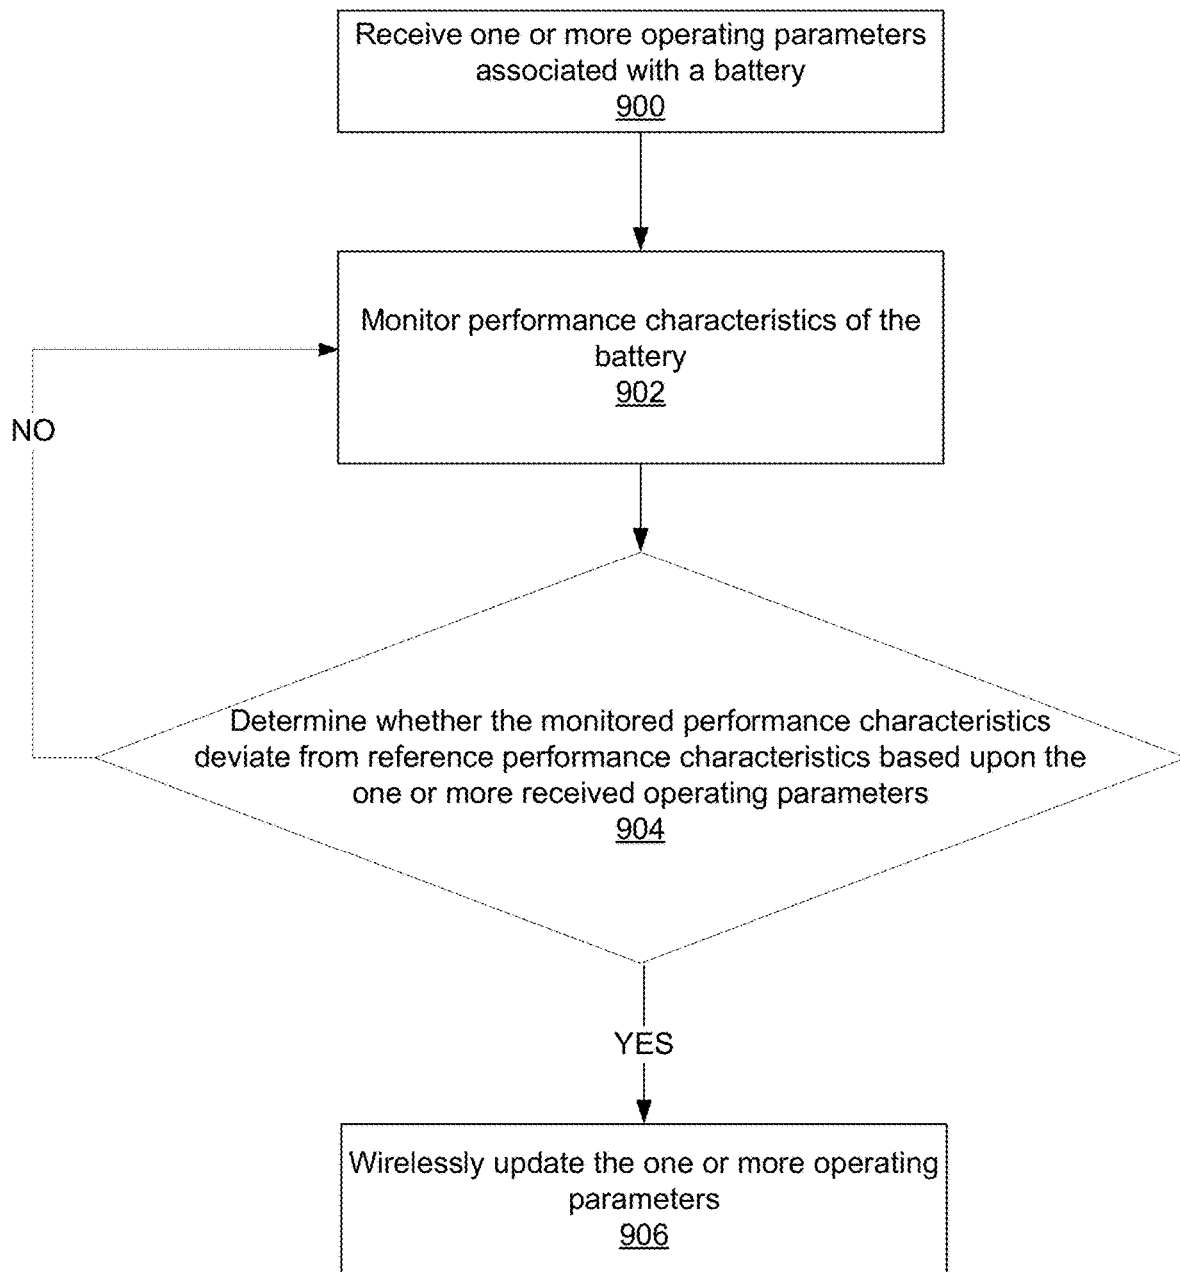 Receive one or more operating parameters
associated with a battery
900
Monitor performance characteristics of the
battery
902
NO
Determine whether the monitored performance characteristics
deviate from reference performance characteristics based upon the
one or more received operating parameters
904
YES
Wirelessly update the one or more operating
parameters
906